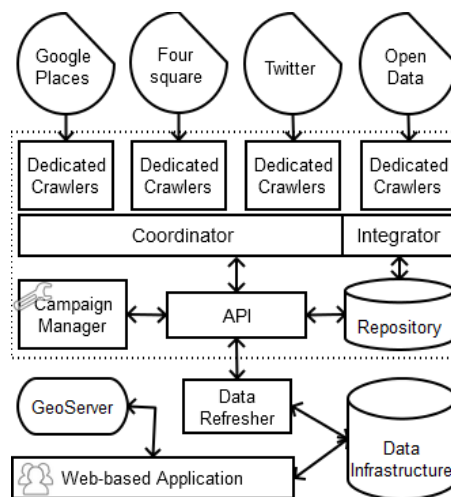 Google
Places
Four
square
Twitter
Open
Data
Dedicated
Crawlers
Dedicated
Crawlers
Dedicated
Crawlers
Dedicated
Crawlers
Coordinator
Integrator
Campaign
Manager
API
Repository
GeoServer
Data
Refresher
Data
Infrastructure
Web-based Application